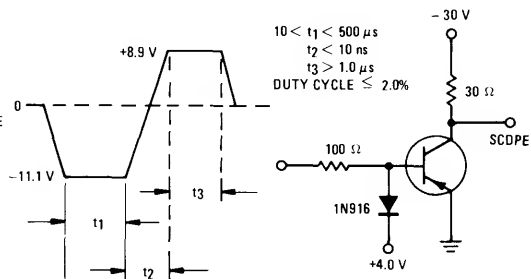 +8.9 V
0
E
-11.1 V
t1
t2
t3
10 < t1 < 500 μs
t2 < 10 ns
t3 > 1.0 μs
DUTY CYCLE ≤ 2.0%
- 30 V
30 Ω
SCDPE
100 Ω
1N916
+4.0 V